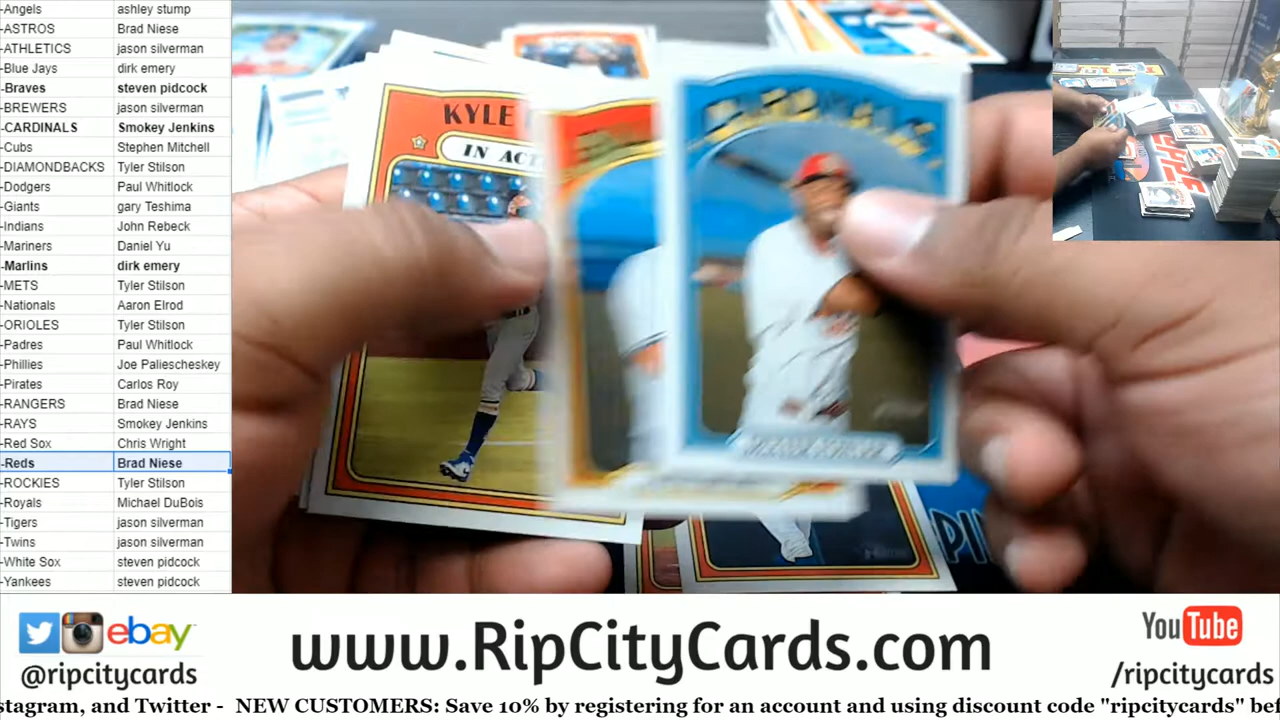 -Angels ashley stump
-ASTROS Brad Niese
-ATHLETICS jason silverman
-Blue Jays dirk emery
-Braves steven pidcock
-BREWERS jason silverman
-CARDINALS Smokey Jenkins
-Cubs Stephen Mitchell
-DIAMONDBACKS Tyler Stilson
-Dodgers Paul Whitlock
-Giants gary Teshima
-Indians John Rebeck
-Mariners Daniel Yu
-Marlins dirk emery
-METS Tyler Stilson
-Nationals Aaron Elrod
-ORIOLES Tyler Stilson
-Padres Paul Whitlock
-Phillies Joe Paliescheskey
-Pirates Carlos Roy
-RANGERS Brad Niese
-RAYS Smokey Jenkins
-Red Sox Chris Wright
-Reds Brad Niese
-ROCKIES Tyler Stilson
-Royals Michael DuBois
-Tigers jason silverman
-Twins jason silverman
-White Sox steven pidcock
-Yankees steven pidcock
KYLE
IN ACT
CARDINALS
ebay
@ripcitycards
www.RipCityCards.com
YouTube
/ripcitycards
stagram, and Twitter - NEW CUSTOMERS: Save 10% by registering for an account and using discount code "ripcitycards" bel